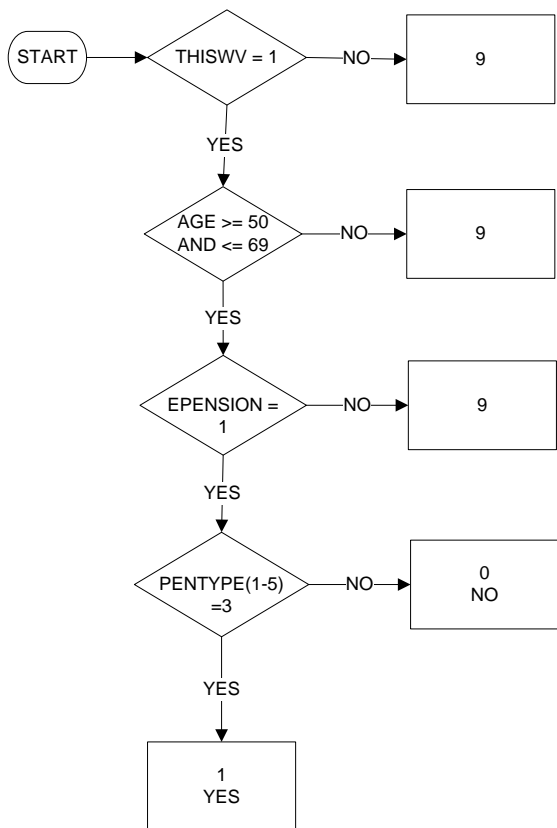 START
THISWV = 1
NO
9
YES
AGE >= 50
AND <= 69
NO
9
YES
EPENSION =
1
NO
9
YES
PENTYPE(1-5)
=3
NO
0
NO
YES
1
YES